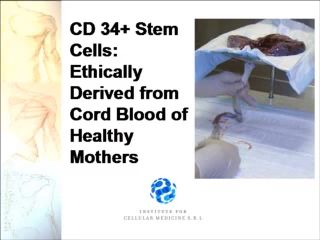 CD 34+ Stem
Cells:
Ethically
Derived from
Cord Blood of
Healthy
Mothers
INSTITUTE FOR
CELLULAR MEDICINE S.R.L